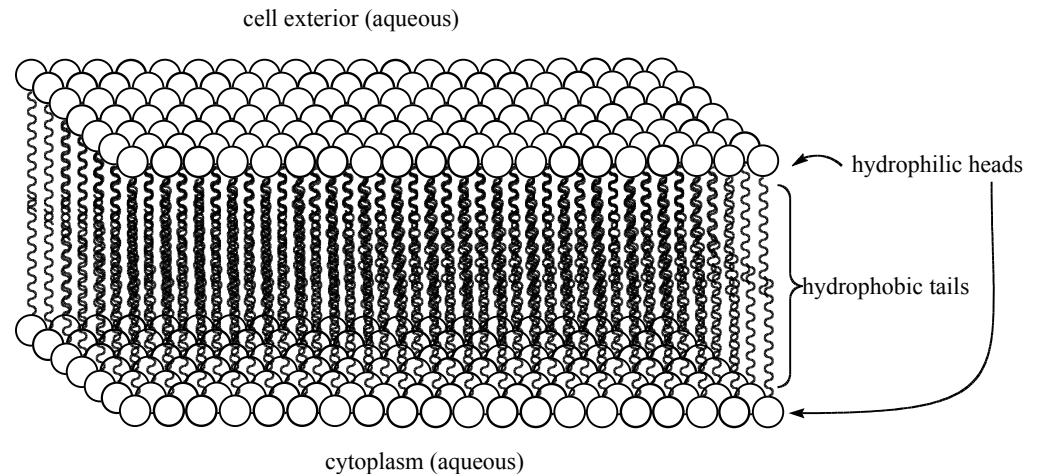 cell exterior (aqueous)
hydrophilic heads
hydrophobic tails
cytoplasm (aqueous)